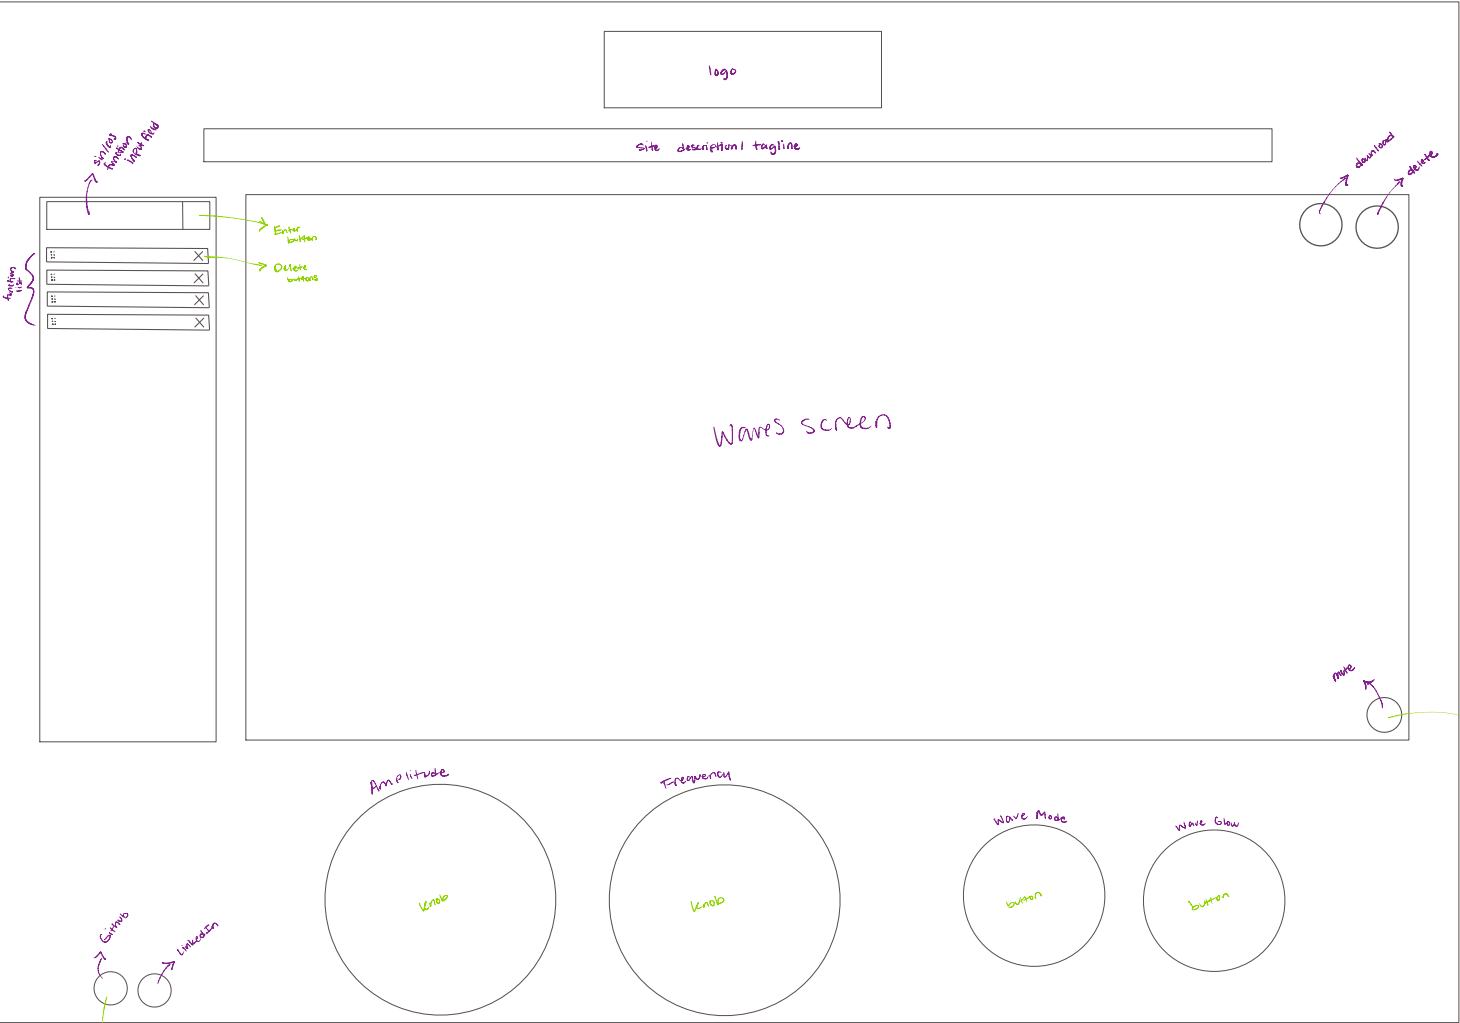 logo
site description/ tagline
sin/cos
function
input field
download
delete
Enter
button
Delete
buttons
function
list
Waves screen
mute
Amplitude
Frequency
Wave Mode
Wave Glow
knob
knob
button
button
Github
LinkedIn